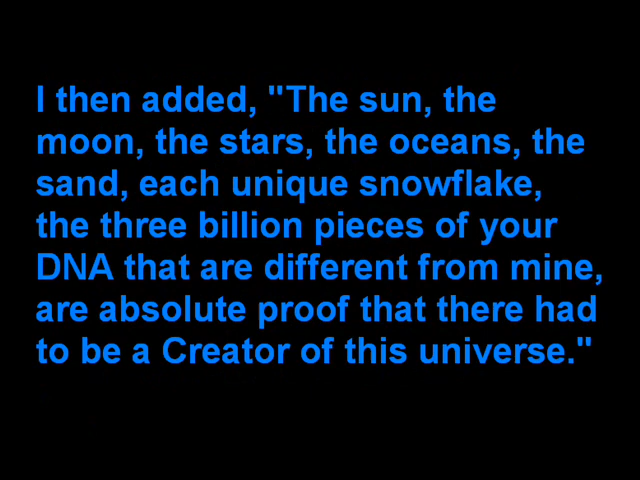 I then added, "The sun, the
moon, the stars, the oceans, the
sand, each unique snowflake,
the three billion pieces of your
DNA that are different from mine,
are absolute proof that there had
to be a Creator of this universe."